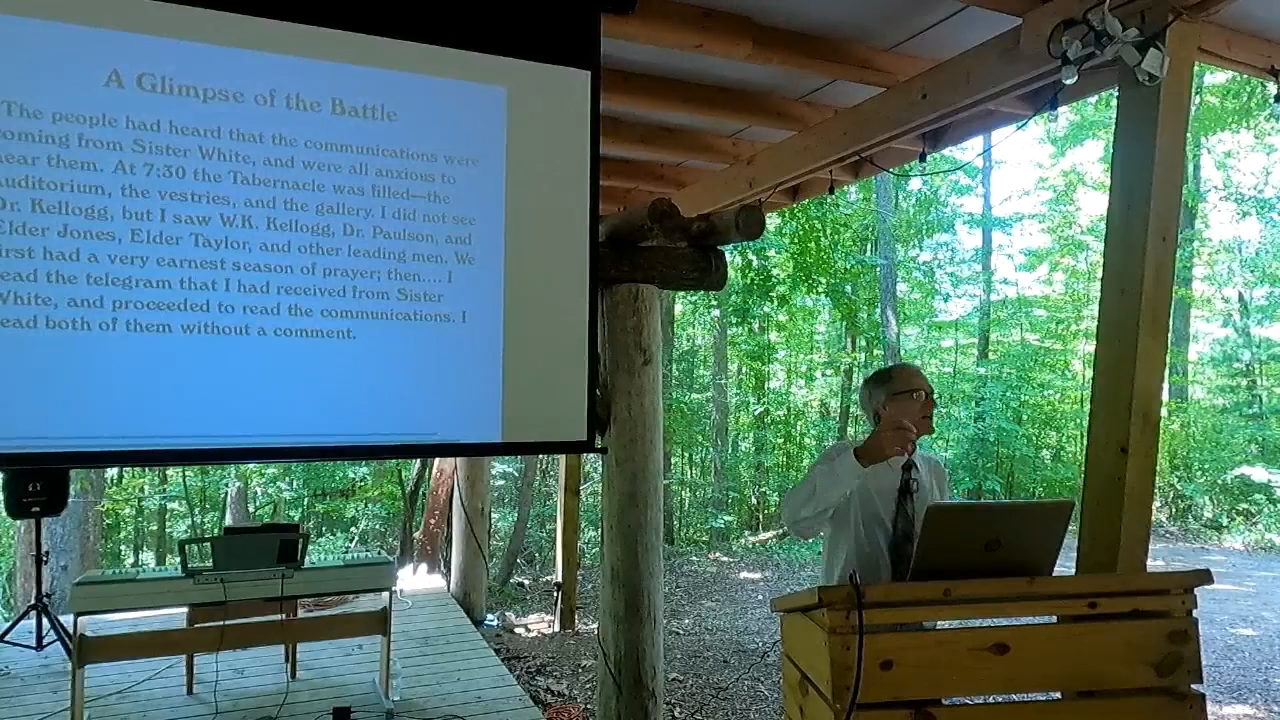 A Glimpse of the Battle
The people had heard that the communications were
coming from Sister White, and were all anxious to
hear them. At 7:30 the Tabernacle was filled—the
auditorium, the vestries, and the gallery. I did not see
Dr. Kellogg, but I saw W.K. Kellogg, Dr. Paulson, and
Elder Jones, Elder Taylor, and other leading men. We
first had a very earnest season of prayer; then.... I
read the telegram that I had received from Sister
White, and proceeded to read the communications. I
read both of them without a comment.
hp